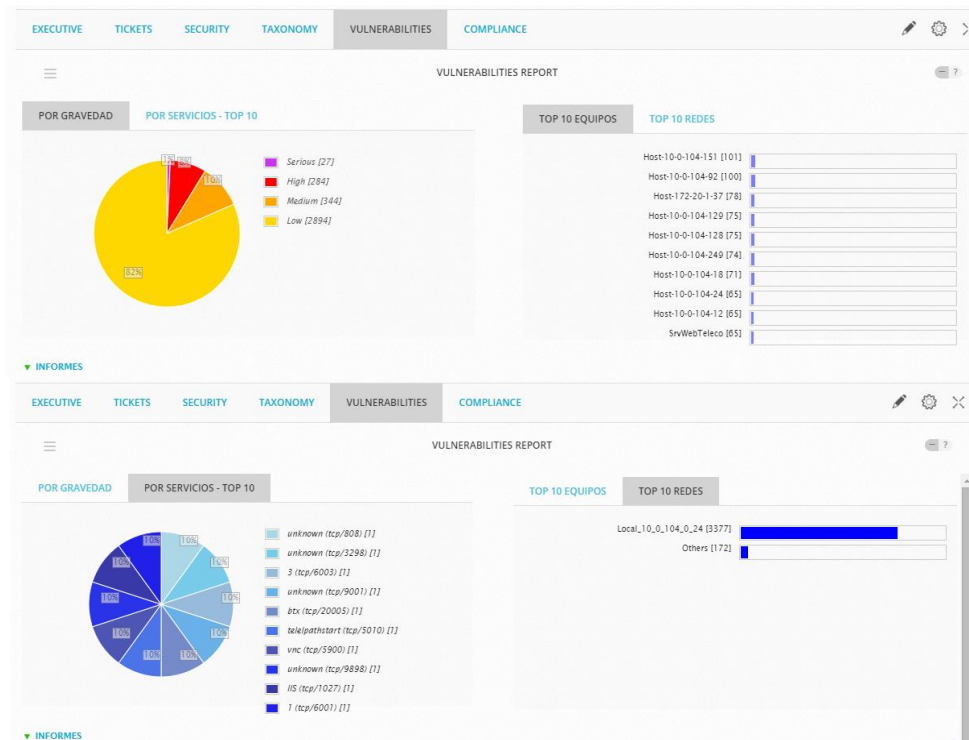 EXECUTIVE TICKETS SECURITY TAXONOMY VULNERABILITIES COMPLIANCE
VULNERABILITIES REPORT
?
POR GRAVEDAD POR SERVICIOS - TOP 10
1% 8% 10% 82%
Serious [27]
High [284]
Medium [344]
Low [2894]
TOP 10 EQUIPOS TOP 10 REDES
Host-10-0-104-151 [101]
Host-10-0-104-92 [100]
Host-172-20-1-37 [78]
Host-10-0-104-129 [75]
Host-10-0-104-128 [75]
Host-10-0-104-249 [74]
Host-10-0-104-18 [71]
Host-10-0-104-24 [65]
Host-10-0-104-12 [65]
SrvWebTeleco [65]
INFORMES
EXECUTIVE TICKETS SECURITY TAXONOMY VULNERABILITIES COMPLIANCE
VULNERABILITIES REPORT
?
POR GRAVEDAD POR SERVICIOS - TOP 10
10% 10%
10% 10%
10% 10%
10% 10%
10% 10%
unknown (tcp/808) [1]
unknown (tcp/3298) [1]
3 (tcp/6003) [1]
unknown (tcp/9001) [1]
btx (tcp/20005) [1]
telelpathstart (tcp/5010) [1]
vnc (tcp/5900) [1]
unknown (tcp/9898) [1]
IIS (tcp/1027) [1]
1 (tcp/6001) [1]
TOP 10 EQUIPOS TOP 10 REDES
Local_10_0_104_0_24 [3377]
Others [172]
INFORMES